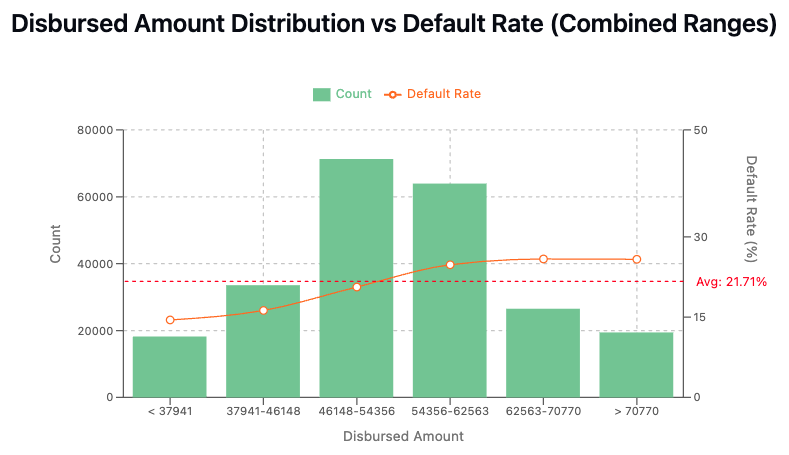 Disbursed Amount Distribution vs Default Rate (Combined Ranges)
Count Default Rate
80000
60000
40000
20000
0
Count
50
30
15
0
Default Rate (%)
Avg: 21.71%
< 37941 37941-46148 46148-54356 54356-62563 62563-70770 > 70770
Disbursed Amount